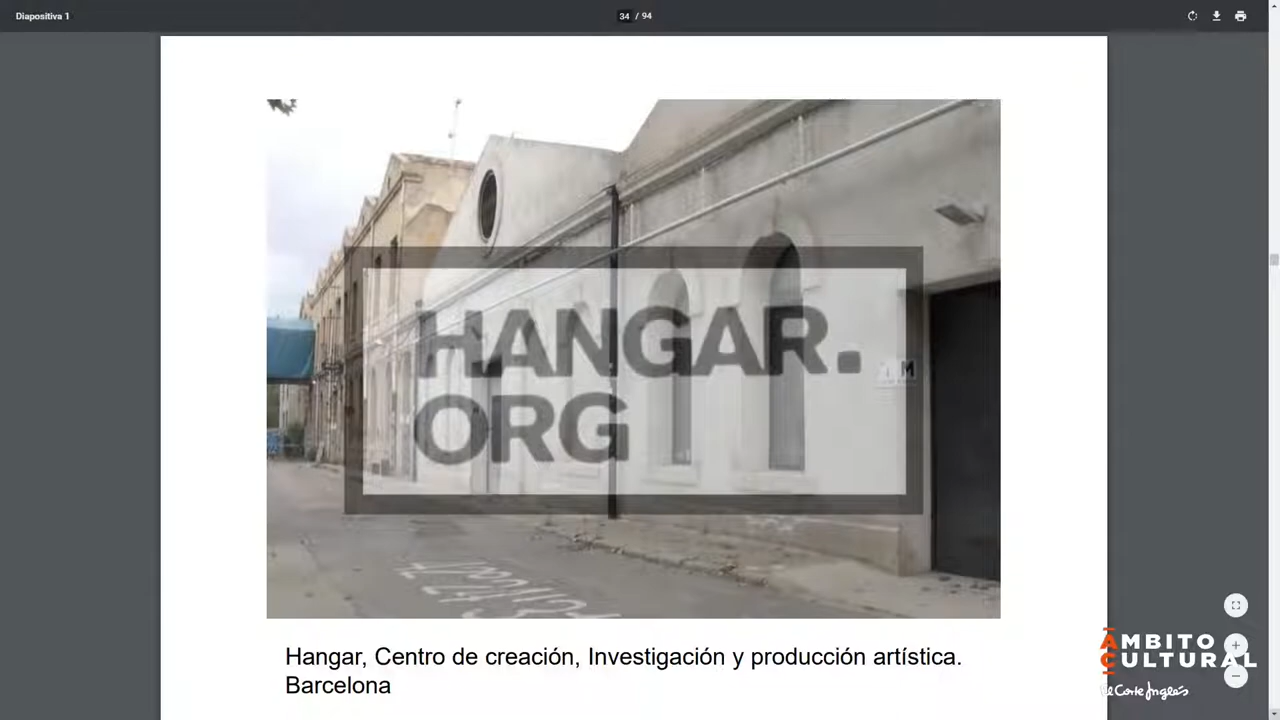 Diapositiva 1
34 / 94
HANGAR.
ORG
Hangar, Centro de creación, Investigación y producción artística.
Barcelona
ÁMBITO
CULTURAL
El Corte Inglés